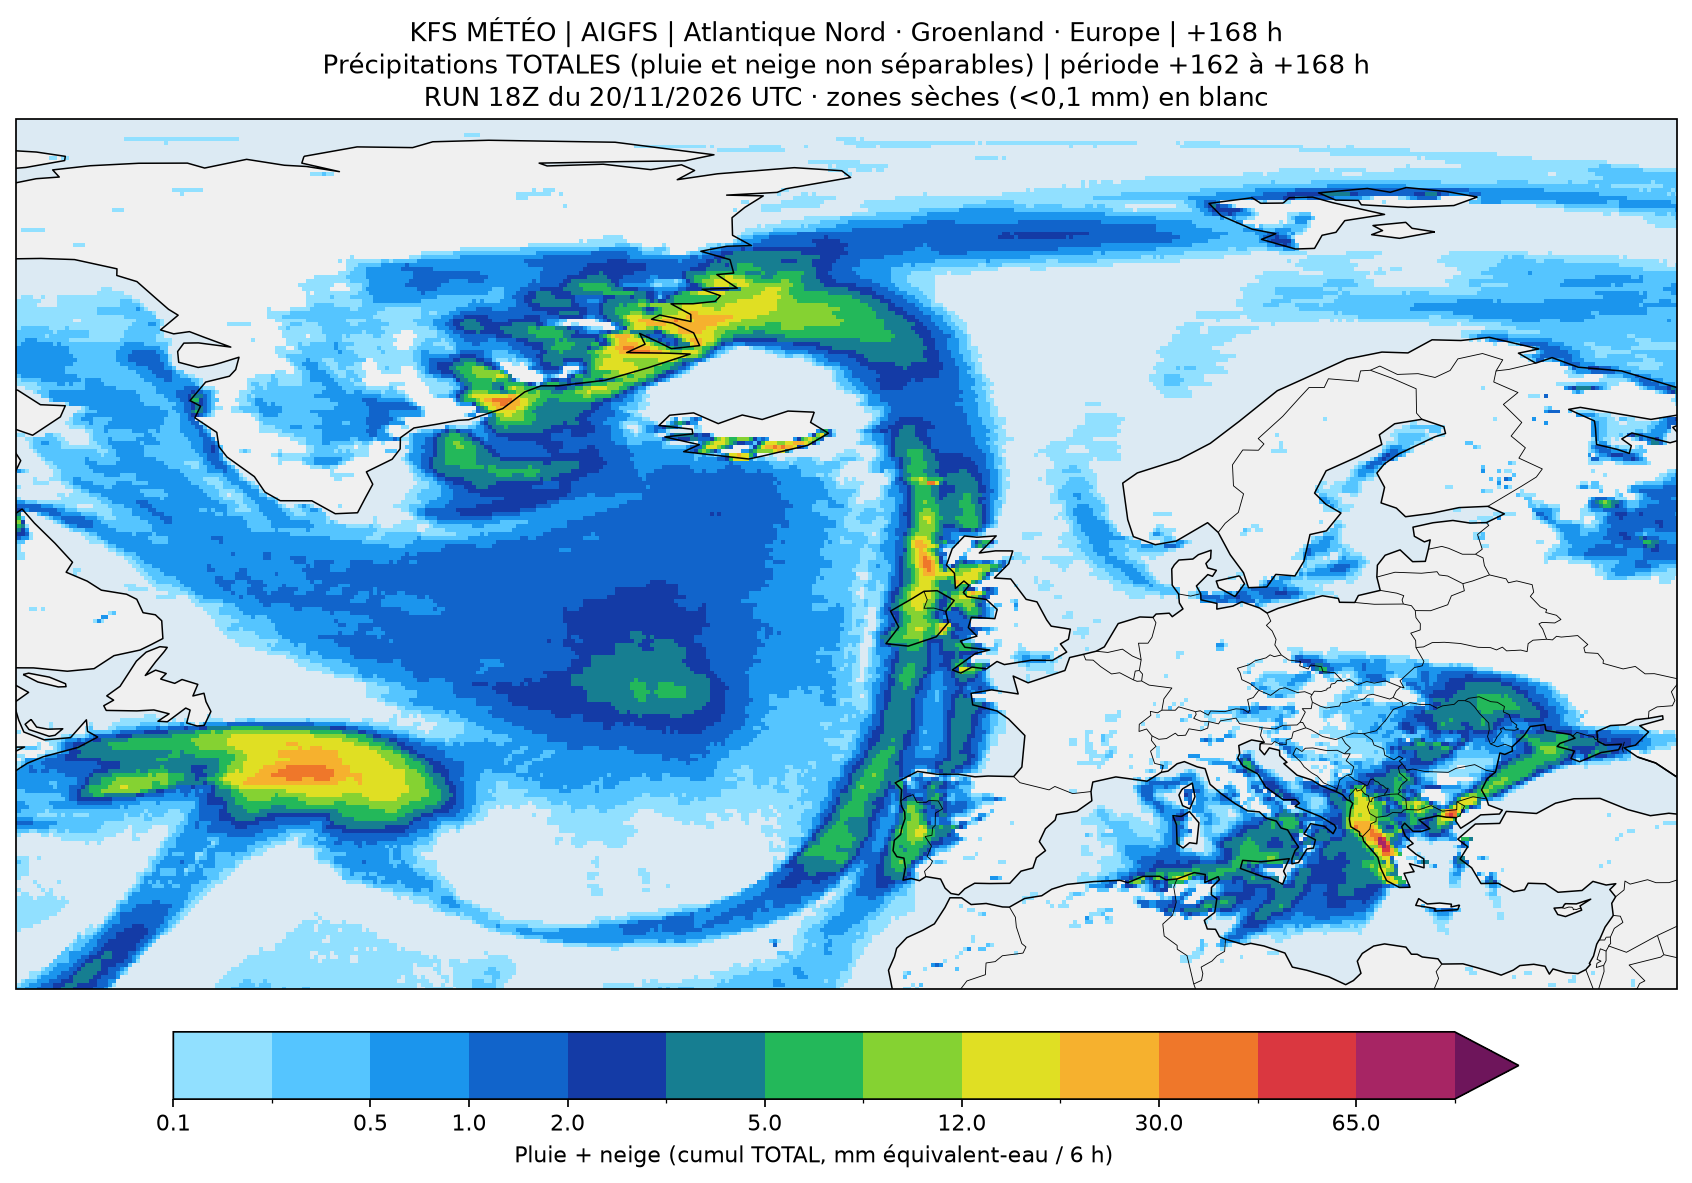 KFS MÉTÉO | AIGFS | Atlantique Nord · Groenland · Europe | +168 h
Précipitations TOTALES (pluie et neige non séparables) | période +162 à +168 h
RUN 18Z du 20/11/2026 UTC · zones sèches (<0,1 mm) en blanc
0.1 0.5 1.0 2.0 5.0 12.0 30.0 65.0
Pluie + neige (cumul TOTAL, mm équivalent-eau / 6 h)